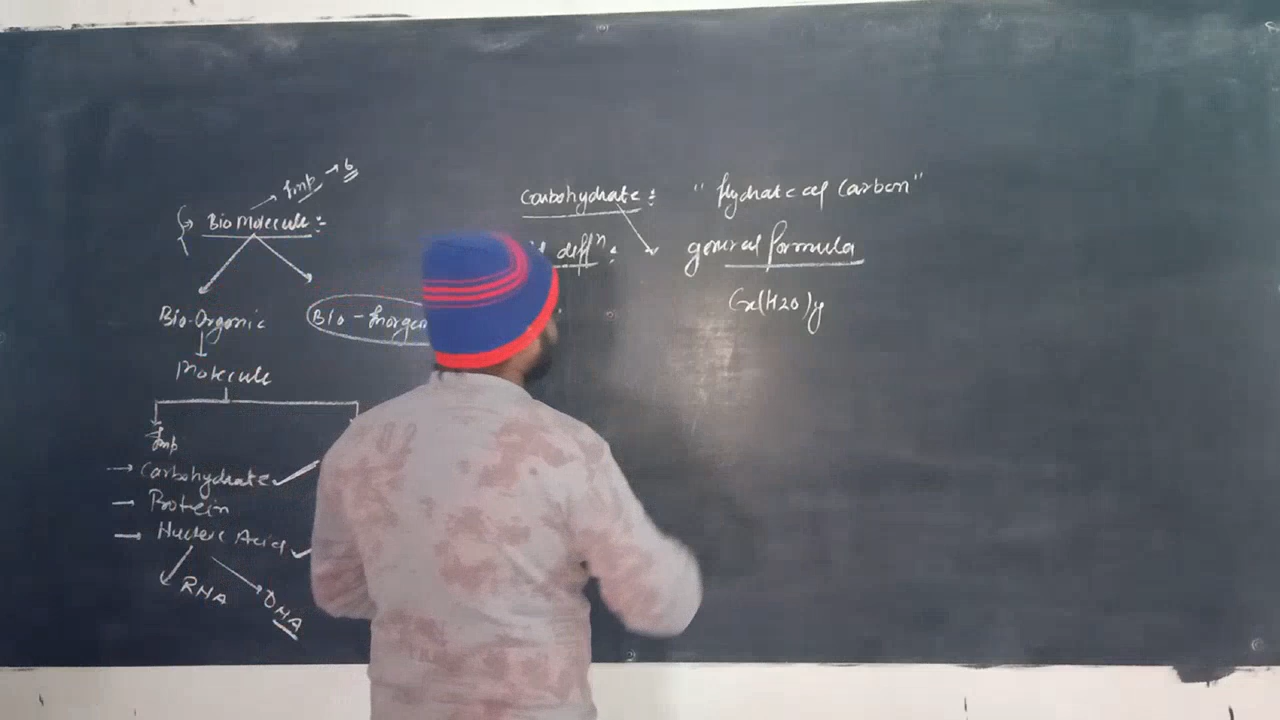 Imp → 6
Bio Molecule :-
Bio-Organic
Bio-Inorgan
Molecule
Imp
→ Carbohydrate ✓
— Protein
— Nucleic Acid ✓
RNA
DNA
Carbohydrate : "Hydrate of Carbon"
diffⁿ :
general formula
Cx(H2O)y